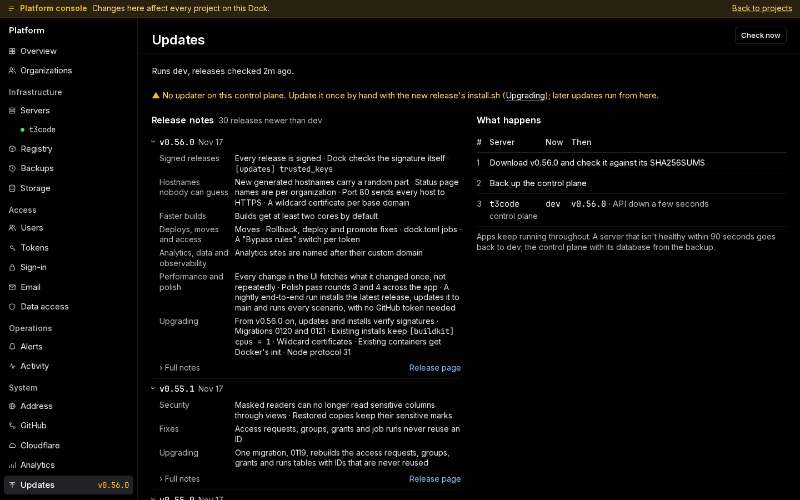 Platform console Changes here affect every project on this Dock.
Back to projects
Platform
Overview
Organizations
Infrastructure
Servers
t3code
Registry
Backups
Storage
Access
Users
Tokens
Sign-in
Email
Data access
Operations
Alerts
Activity
System
Address
GitHub
Cloudflare
Analytics
Updates v0.56.0
Updates
Check now
Runs dev, releases checked 2m ago.
No updater on this control plane. Update it once by hand with the new release's install.sh (Upgrading); later updates run from here.
Release notes 30 releases newer than dev
v0.56.0 Nov 17
Signed releases Every release is signed · Dock checks the signature itself ·
[updates] trusted_keys
Hostnames New generated hostnames carry a random part · Status page
nobody can guess names are per organization · Port 80 sends every host to
HTTPS · A wildcard certificate per base domain
Faster builds Builds get at least two cores by default
Deploys, moves Moves · Rollback, deploy and promote fixes · dock.toml jobs ·
and access A "Bypass rules" switch per token
Analytics, data and Analytics sites are named after their custom domain
observability
Performance and Every change in the UI fetches what it changed once, not
polish repeatedly · Polish pass rounds 3 and 4 across the app · A
nightly end-to-end run installs the latest release, updates it to
main and runs every scenario, with no GitHub token needed
Upgrading From v0.56.0 on, updates and installs verify signatures ·
Migrations 0120 and 0121 · Existing installs keep [buildkit]
cpus = 1 · Wildcard certificates · Existing containers get
Docker's init · Node protocol 31
› Full notes Release page
v0.55.1 Nov 17
Security Masked readers can no longer read sensitive columns
through views · Restored copies keep their sensitive marks
Fixes Access requests, groups, grants and job runs never reuse an
ID
Upgrading One migration, 0119, rebuilds the access requests, groups,
grants and runs tables with IDs that are never reused
› Full notes Release page
What happens
# Server Now Then
1 Download v0.56.0 and check it against its SHA256SUMS
2 Back up the control plane
3 t3code dev v0.56.0 · API down a few seconds
control plane
Apps keep running throughout. A server that isn't healthy within 90 seconds goes
back to dev; the control plane with its database from the backup.